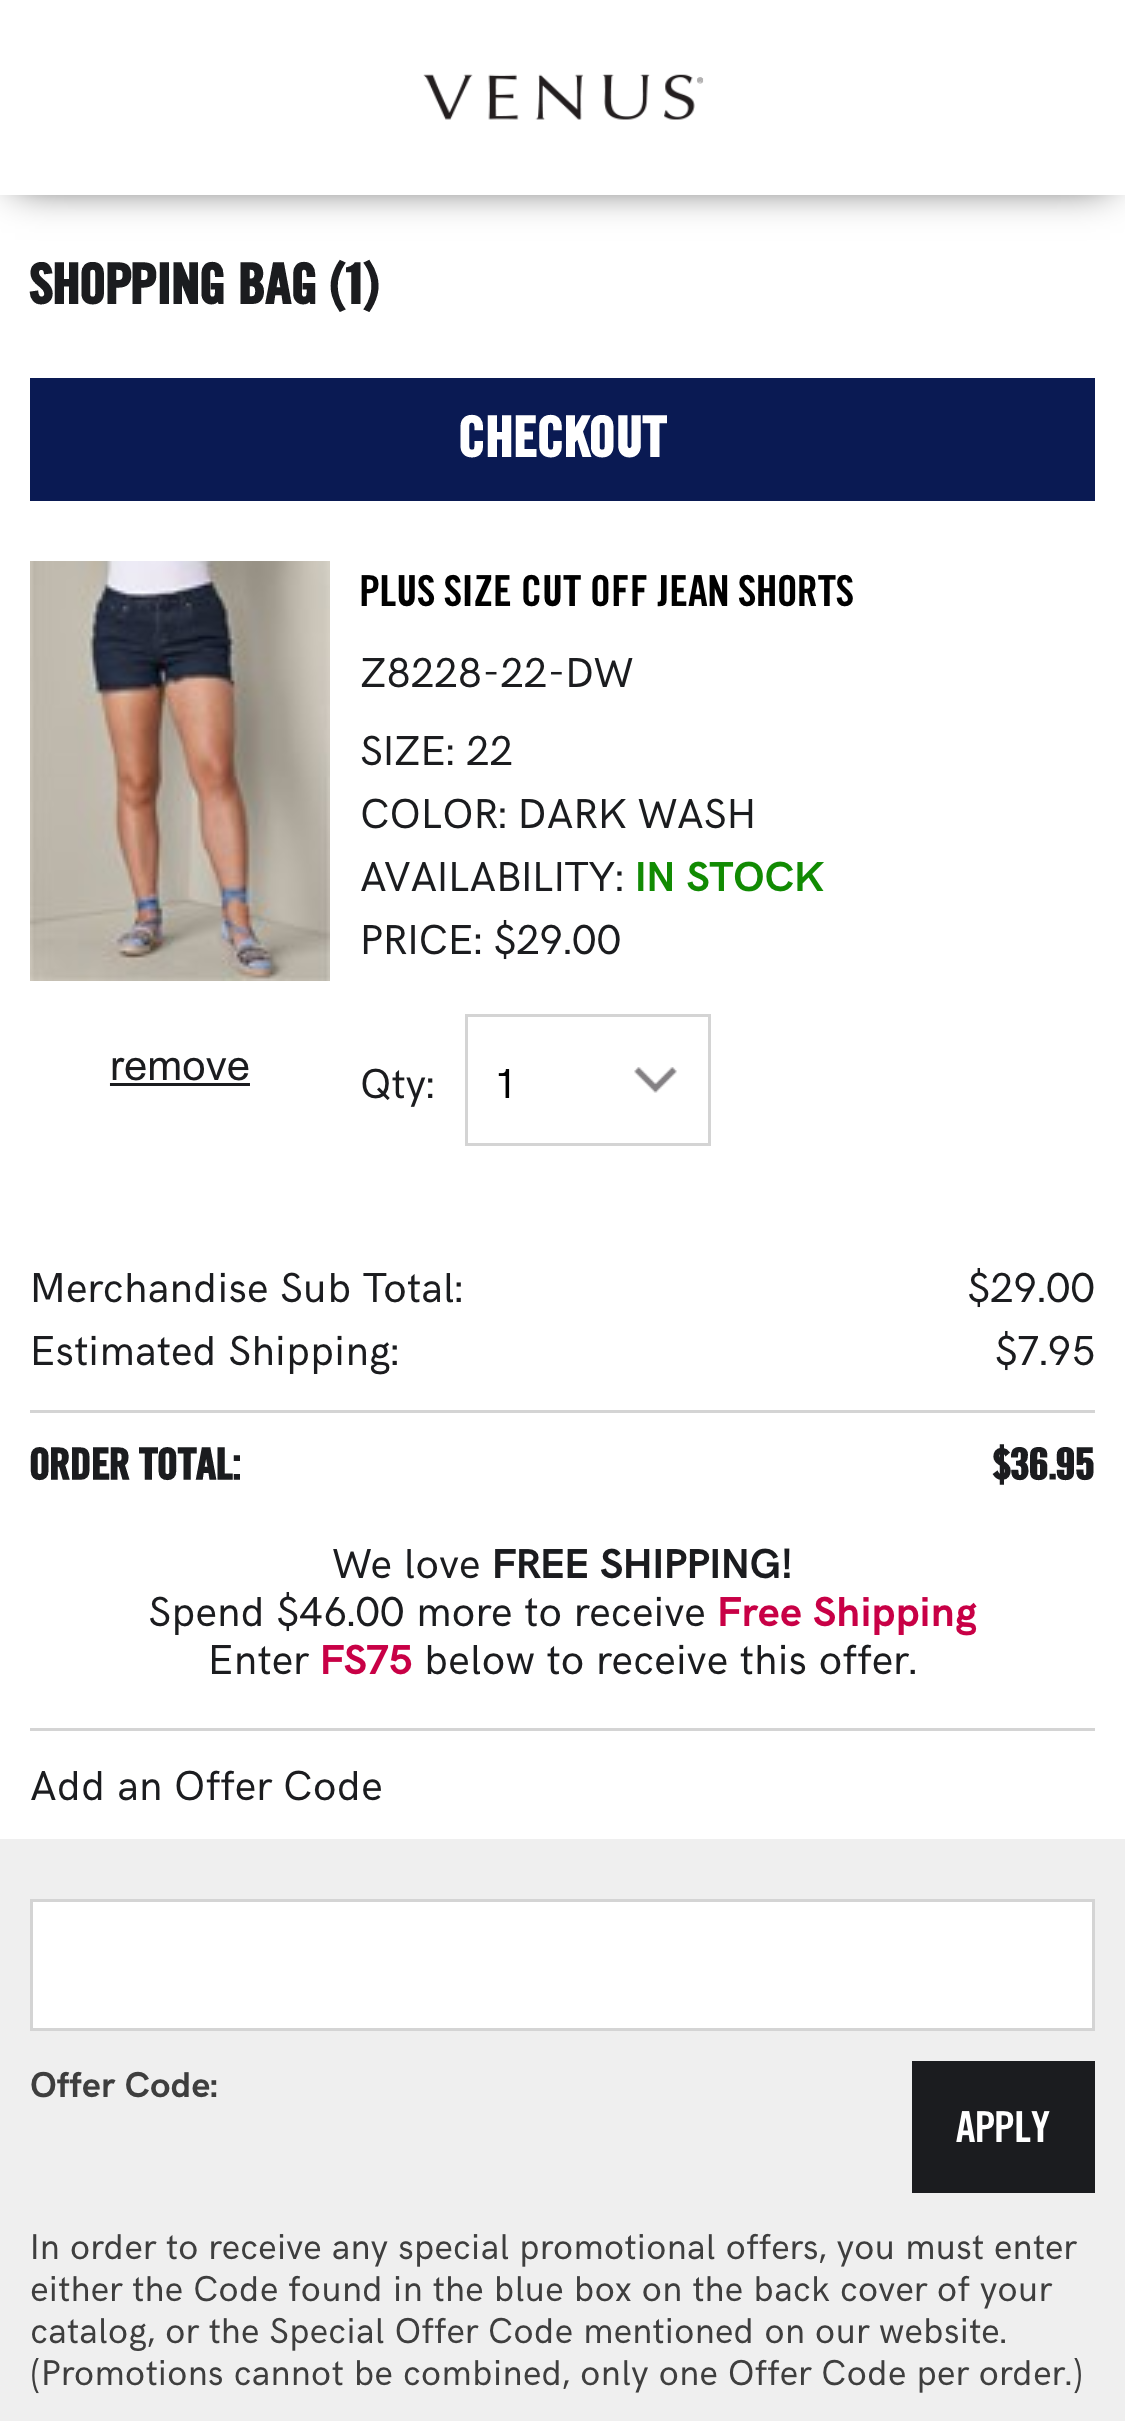 VENUS
SHOPPING BAG (1)
CHECKOUT
PLUS SIZE CUT OFF JEAN SHORTS
Z8228-22-DW
SIZE: 22
COLOR: DARK WASH
AVAILABILITY: IN STOCK
PRICE: $29.00
remove
Qty: 1
Merchandise Sub Total: $29.00
Estimated Shipping: $7.95
ORDER TOTAL: $36.95
We love FREE SHIPPING!
Spend $46.00 more to receive Free Shipping
Enter FS75 below to receive this offer.
Add an Offer Code
Offer Code:
APPLY
In order to receive any special promotional offers, you must enter
either the Code found in the blue box on the back cover of your
catalog, or the Special Offer Code mentioned on our website.
(Promotions cannot be combined, only one Offer Code per order.)